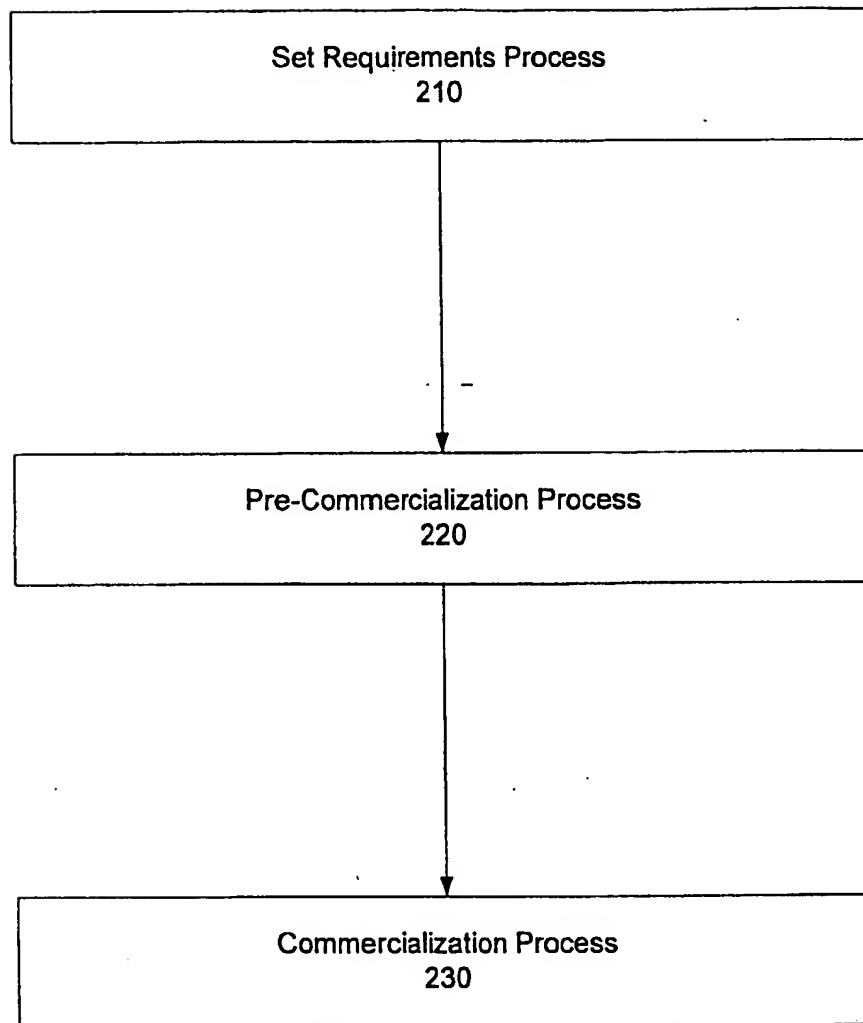 Set Requirements Process
210
Pre-Commercialization Process
220
Commercialization Process
230